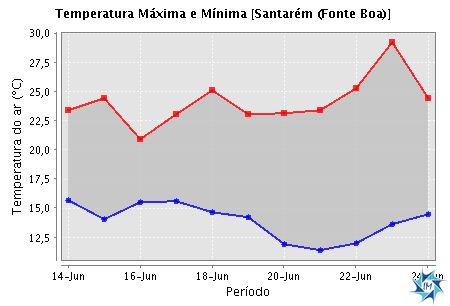 Temperatura Máxima e Mínima [Santarém (Fonte Boa)]
30,0
27,5
25,0
22,5
20,0
17,5
15,0
12,5
Temperatura do ar (°C)
14-Jun 16-Jun 18-Jun 20-Jun 22-Jun 24-Jun
Período
IM